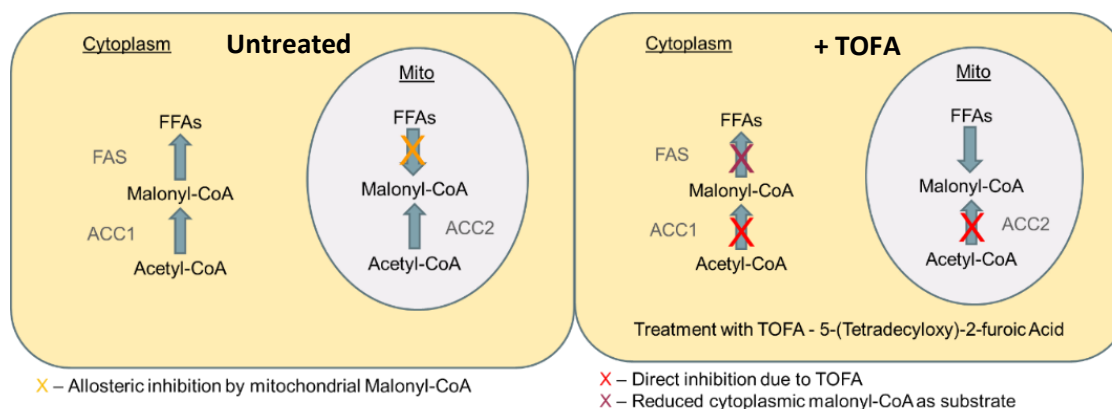 Untreated
Cytoplasm
Mito
FFAs
FAS
Malonyl-CoA
ACC1
Acetyl-CoA
FFAs
Malonyl-CoA
ACC2
Acetyl-CoA
X – Allosteric inhibition by mitochondrial Malonyl-CoA
+ TOFA
Cytoplasm
Mito
FFAs
FAS
Malonyl-CoA
ACC1
Acetyl-CoA
FFAs
Malonyl-CoA
ACC2
Acetyl-CoA
Treatment with TOFA - 5-(Tetradecyloxy)-2-furoic Acid
X – Direct inhibition due to TOFA
X – Reduced cytoplasmic malonyl-CoA as substrate